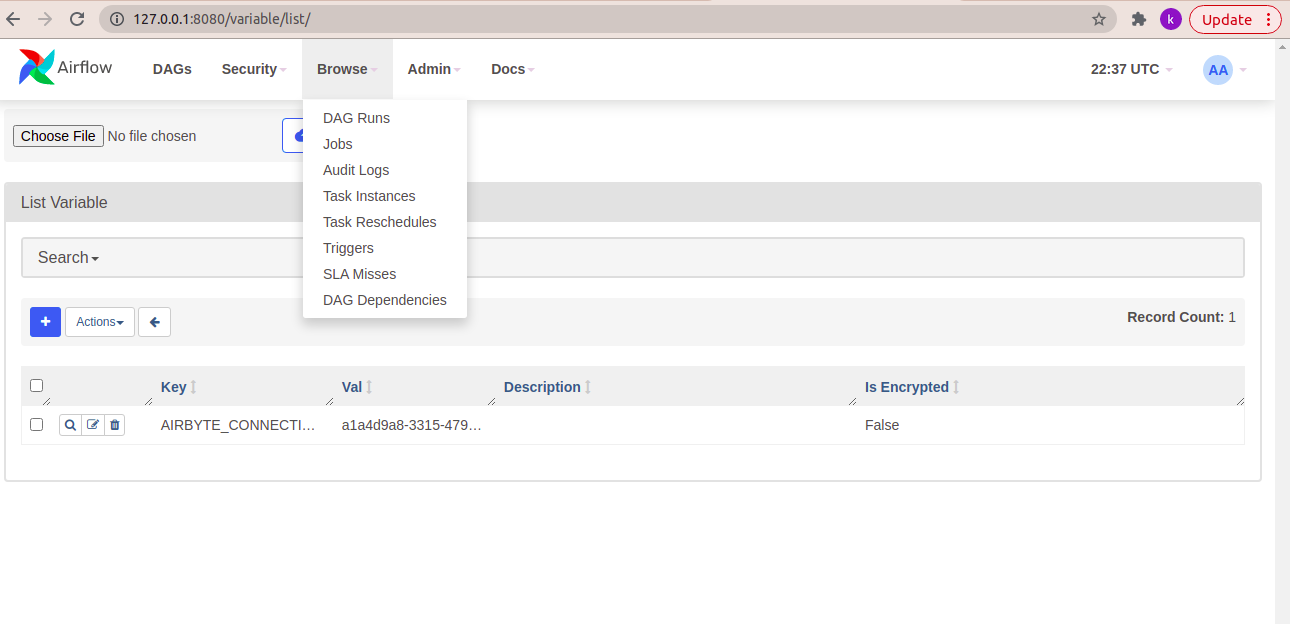 127.0.0.1:8080/variable/list/
k
Update
Airflow
DAGs
Security
Browse
Admin
Docs
22:37 UTC
AA
DAG Runs
Jobs
Audit Logs
Task Instances
Task Reschedules
Triggers
SLA Misses
DAG Dependencies
Choose File No file chosen
List Variable
Search
Actions
Record Count: 1
Key Val Description Is Encrypted
AIRBYTE_CONNECTI... a1a4d9a8-3315-479... False